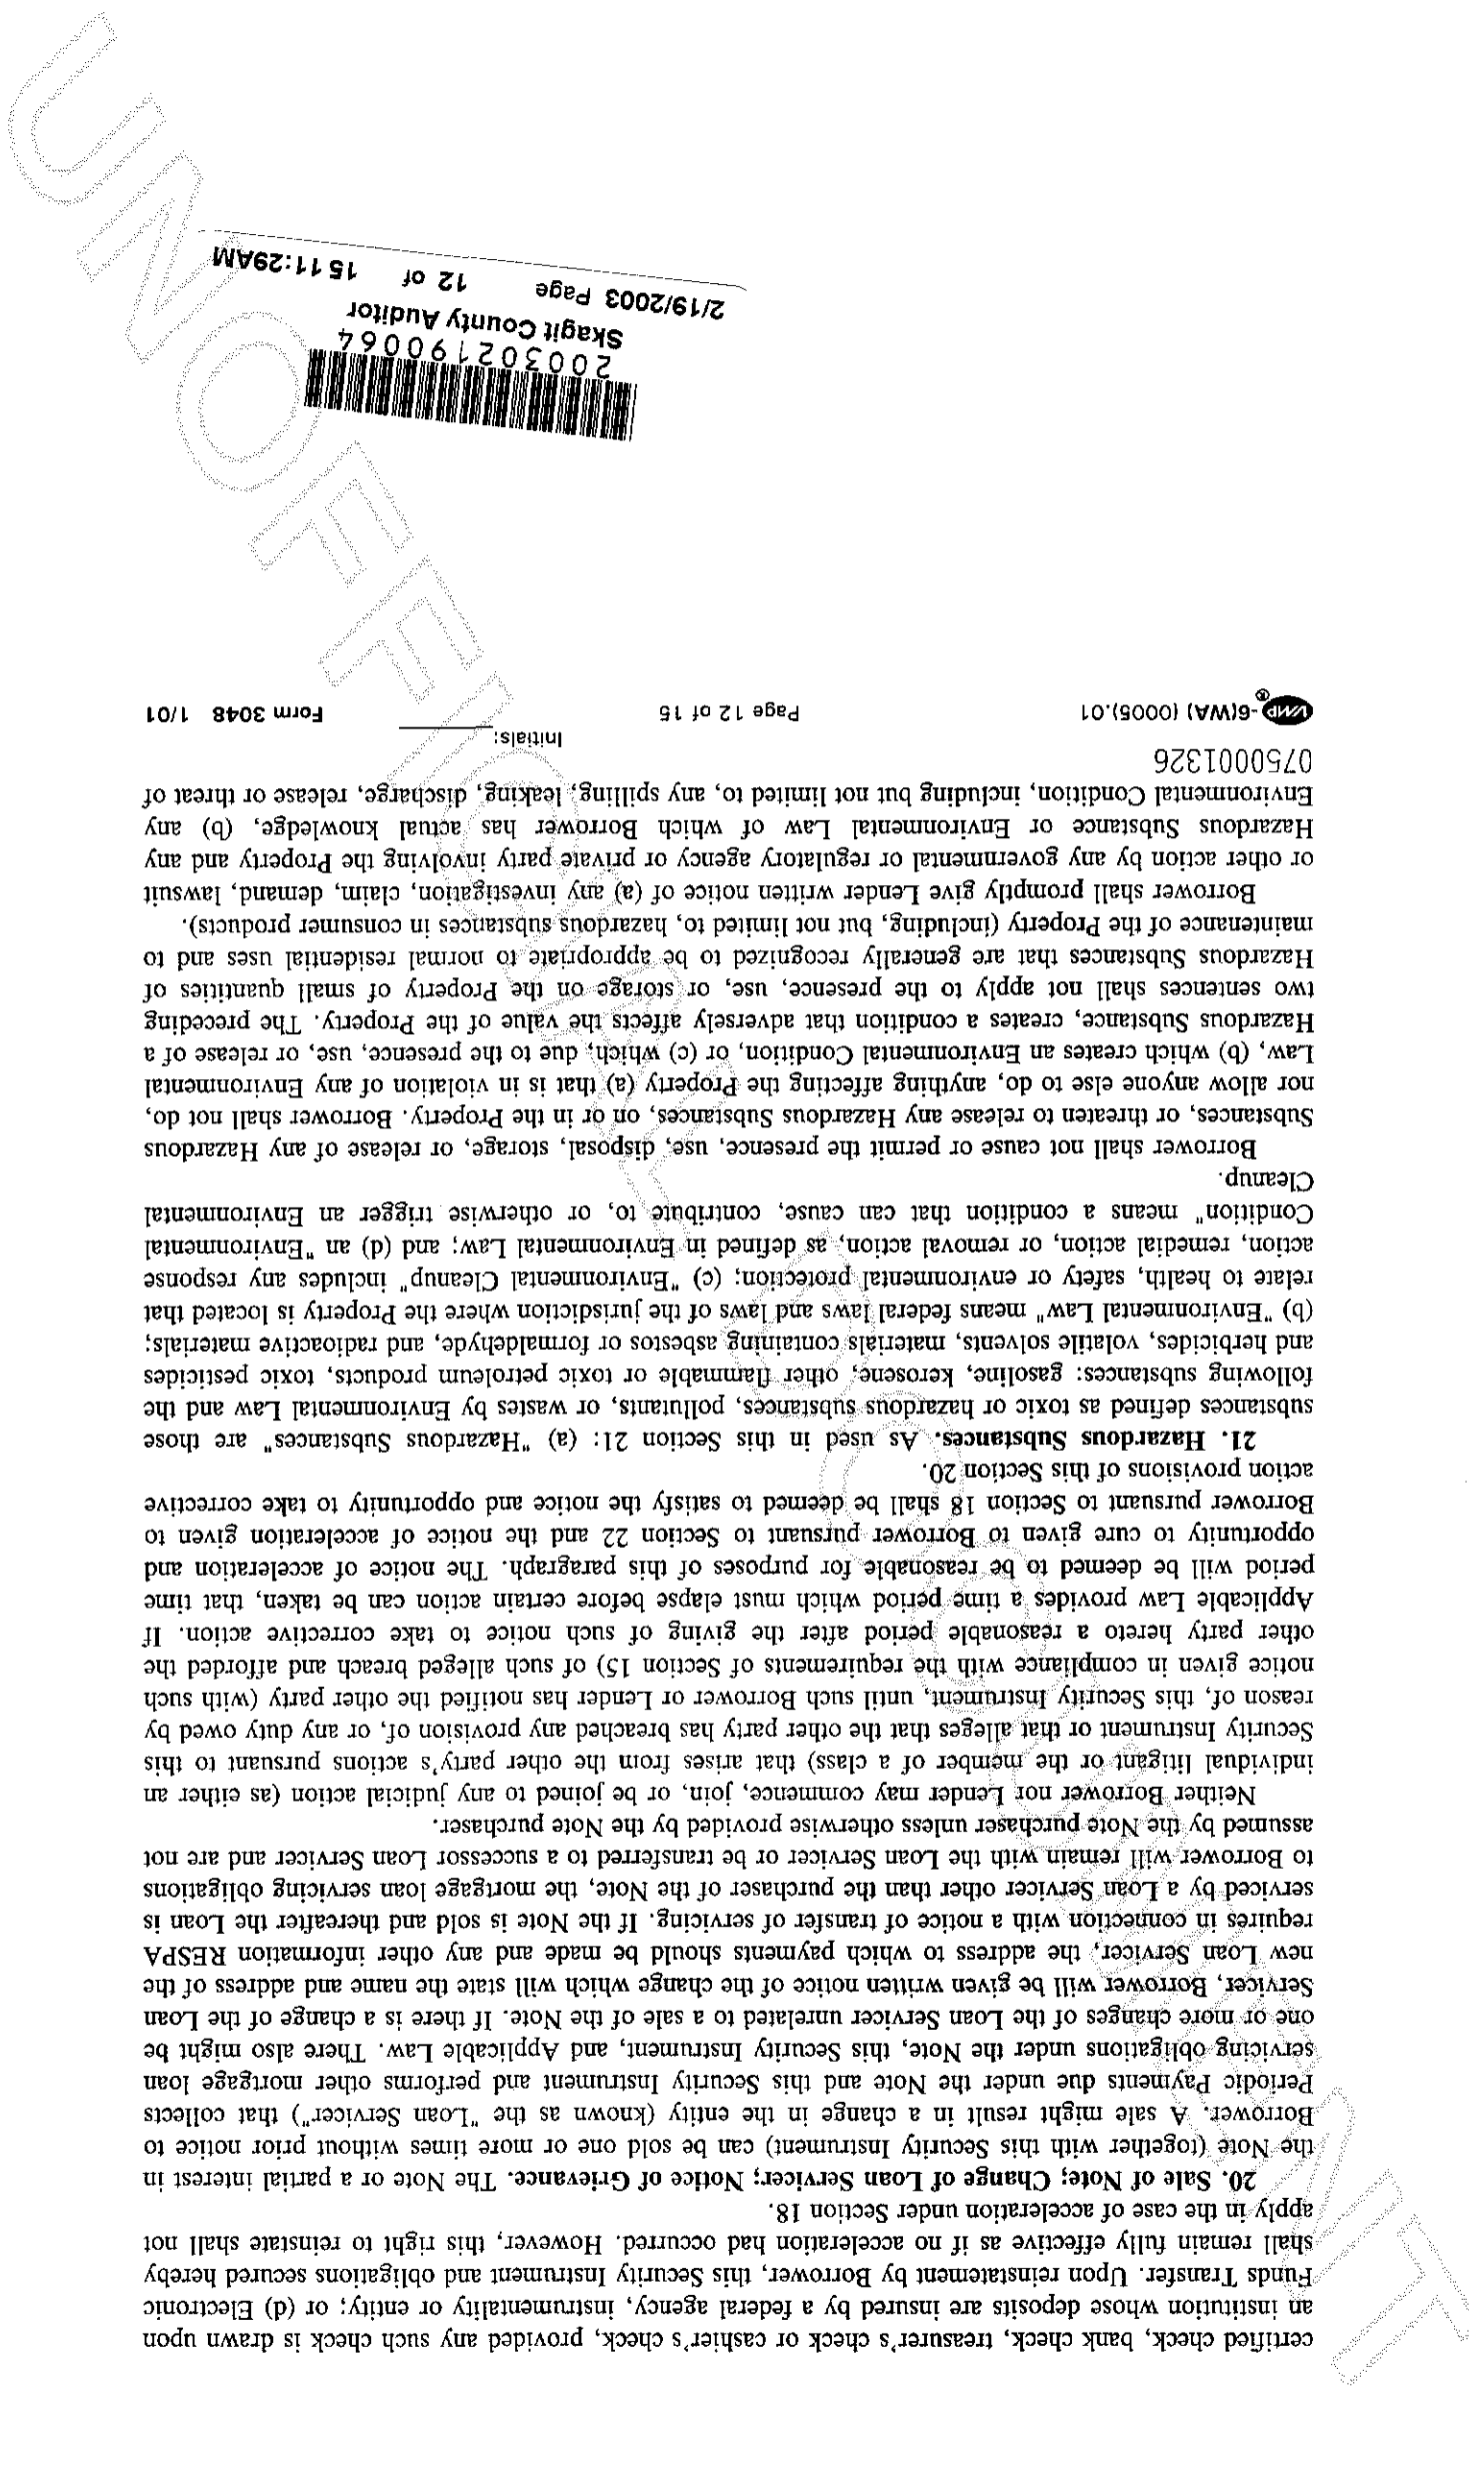 certified check, bank check, treasurer's check or cashier's check, provided any such check is drawn upon
an institution whose deposits are insured by a federal agency, instrumentality or entity; or (d) Electronic
Funds Transfer. Upon reinstatement by Borrower, this Security Instrument and obligations secured hereby
shall remain fully effective as if no acceleration had occurred. However, this right to reinstate shall not
apply in the case of acceleration under Section 18.
20. Sale of Note; Change of Loan Servicer; Notice of Grievance. The Note or a partial interest in
the Note (together with this Security Instrument) can be sold one or more times without prior notice to
Borrower. A sale might result in a change in the entity (known as the "Loan Servicer") that collects
Periodic Payments due under the Note and this Security Instrument and performs other mortgage loan
servicing obligations under the Note, this Security Instrument, and Applicable Law. There also might be
one or more changes of the Loan Servicer unrelated to a sale of the Note. If there is a change of the Loan
Servicer, Borrower will be given written notice of the change which will state the name and address of the
new Loan Servicer, the address to which payments should be made and any other information RESPA
requires in connection with a notice of transfer of servicing. If the Note is sold and thereafter the Loan is
serviced by a Loan Servicer other than the purchaser of the Note, the mortgage loan servicing obligations
to Borrower will remain with the Loan Servicer or be transferred to a successor Loan Servicer and are not
assumed by the Note purchaser unless otherwise provided by the Note purchaser.
Neither Borrower nor Lender may commence, join, or be joined to any judicial action (as either an
individual litigant or the member of a class) that arises from the other party's actions pursuant to this
Security Instrument or that alleges that the other party has breached any provision of, or any duty owed by
reason of, this Security Instrument, until such Borrower or Lender has notified the other party (with such
notice given in compliance with the requirements of Section 15) of such alleged breach and afforded the
other party hereto a reasonable period after the giving of such notice to take corrective action. If
Applicable Law provides a time period which must elapse before certain action can be taken, that time
period will be deemed to be reasonable for purposes of this paragraph. The notice of acceleration and
opportunity to cure given to Borrower pursuant to Section 22 and the notice of acceleration given to
Borrower pursuant to Section 18 shall be deemed to satisfy the notice and opportunity to take corrective
action provisions of this Section 20.
21. Hazardous Substances. As used in this Section 21: (a) "Hazardous Substances" are those
substances defined as toxic or hazardous substances, pollutants, or wastes by Environmental Law and the
following substances: gasoline, kerosene, other flammable or toxic petroleum products, toxic pesticides
and herbicides, volatile solvents, materials containing asbestos or formaldehyde, and radioactive materials;
(b) "Environmental Law" means federal laws and laws of the jurisdiction where the Property is located that
relate to health, safety or environmental protection; (c) "Environmental Cleanup" includes any response
action, remedial action, or removal action, as defined in Environmental Law; and (d) an "Environmental
Condition" means a condition that can cause, contribute to, or otherwise trigger an Environmental
Cleanup.
Borrower shall not cause or permit the presence, use, disposal, storage, or release of any Hazardous
Substances, or threaten to release any Hazardous Substances, on or in the Property. Borrower shall not do,
nor allow anyone else to do, anything affecting the Property (a) that is in violation of any Environmental
Law, (b) which creates an Environmental Condition, or (c) which, due to the presence, use, or release of a
Hazardous Substance, creates a condition that adversely affects the value of the Property. The preceding
two sentences shall not apply to the presence, use, or storage on the Property of small quantities of
Hazardous Substances that are generally recognized to be appropriate to normal residential uses and to
maintenance of the Property (including, but not limited to, hazardous substances in consumer products).
Borrower shall promptly give Lender written notice of (a) any investigation, claim, demand, lawsuit
or other action by any governmental or regulatory agency or private party involving the Property and any
Hazardous Substance or Environmental Law of which Borrower has actual knowledge, (b) any
Environmental Condition, including but not limited to, any spilling, leaking, discharge, release or threat of
0750001326
Initials:
VMP®-6(WA) (0005).01 Page 12 of 15 Form 3048 1/01
200302190064
Skagit County Auditor
2/19/2003 Page 12 of 15 11:29AM
UNOFFICIAL DOCUMENT